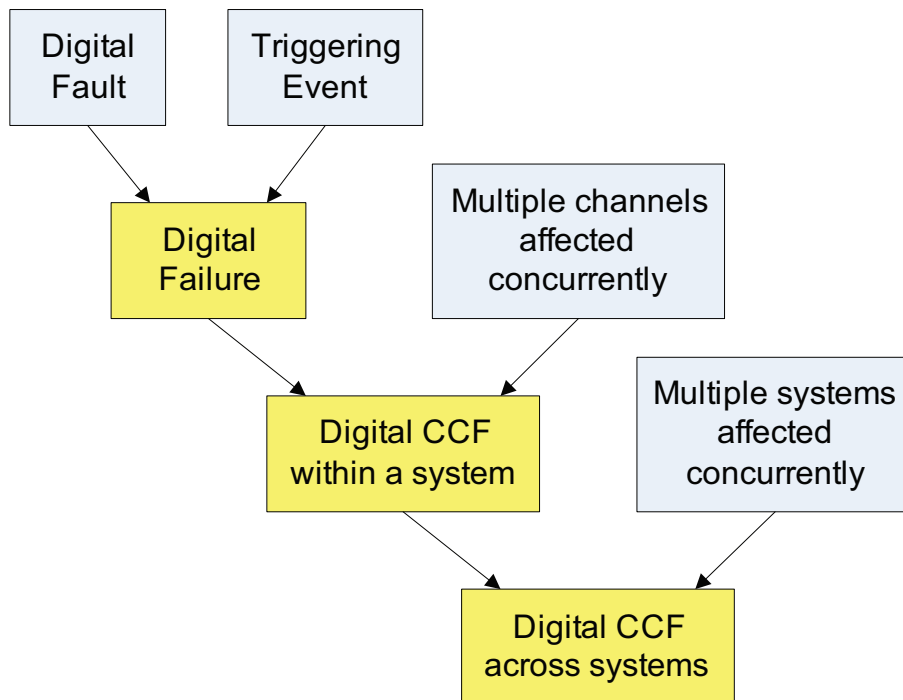 Digital
Fault
Triggering
Event
Digital
Failure
Multiple channels
affected
concurrently
Digital CCF
within a system
Multiple systems
affected
concurrently
Digital CCF
across systems